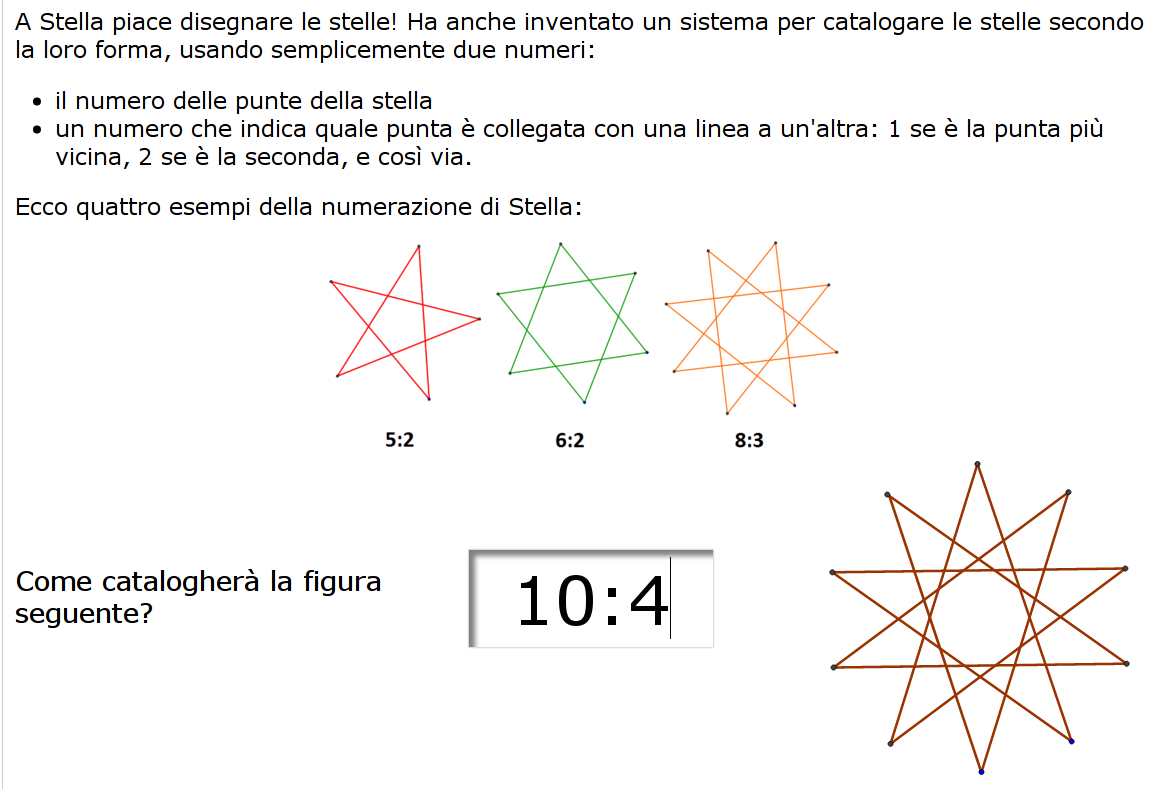 A Stella piace disegnare le stelle! Ha anche inventato un sistema per catalogare le stelle secondo
la loro forma, usando semplicemente due numeri:
• il numero delle punte della stella
• un numero che indica quale punta è collegata con una linea a un'altra: 1 se è la punta più
vicina, 2 se è la seconda, e così via.
Ecco quattro esempi della numerazione di Stella:
5:2 6:2 8:3
Come catalogherà la figura
seguente?
10:4